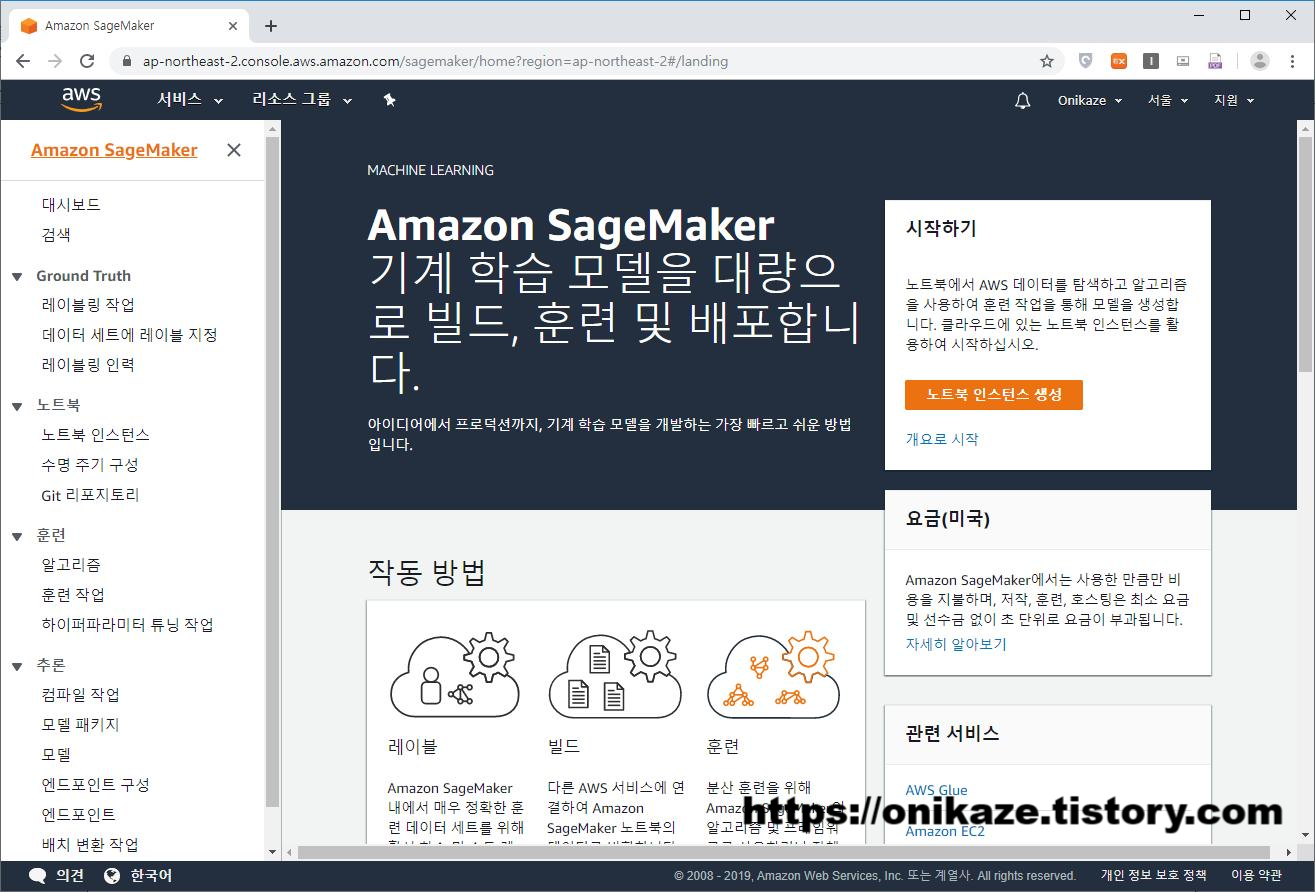 Amazon SageMaker
ap-northeast-2.console.aws.amazon.com/sagemaker/home?region=ap-northeast-2#/landing
aws
서비스
리소스 그룹
Onikaze
서울
지원
Amazon SageMaker
대시보드
검색
Ground Truth
레이블링 작업
데이터 세트에 레이블 지정
레이블링 인력
노트북
노트북 인스턴스
수명 주기 구성
Git 리포지토리
훈련
알고리즘
훈련 작업
하이퍼파라미터 튜닝 작업
추론
컴파일 작업
모델 패키지
모델
엔드포인트 구성
엔드포인트
배치 변환 작업
MACHINE LEARNING
Amazon SageMaker
기계 학습 모델을 대량으
로 빌드, 훈련 및 배포합니
다.
아이디어에서 프로덕션까지, 기계 학습 모델을 개발하는 가장 빠르고 쉬운 방법
입니다.
시작하기
노트북에서 AWS 데이터를 탐색하고 알고리즘
을 사용하여 훈련 작업을 통해 모델을 생성합
니다. 클라우드에 있는 노트북 인스턴스를 활
용하여 시작하십시오.
노트북 인스턴스 생성
개요로 시작
요금(미국)
Amazon SageMaker에서는 사용한 만큼만 비
용을 지불하며, 저작, 훈련, 호스팅은 최소 요금
및 선수금 없이 초 단위로 요금이 부과됩니다.
자세히 알아보기
관련 서비스
AWS Glue
Amazon EC2
작동 방법
레이블
Amazon SageMaker
내에서 매우 정확한 훈
련 데이터 세트를 위해
빌드
다른 AWS 서비스에 연
결하여 Amazon
SageMaker 노트북의
훈련
분산 훈련을 위해
Amazon SageMaker의
알고리즘 및 프레임워
https://onikaze.tistory.com
의견
한국어
© 2008 - 2019, Amazon Web Services, Inc. 또는 계열사. All rights reserved.
개인 정보 보호 정책
이용 약관